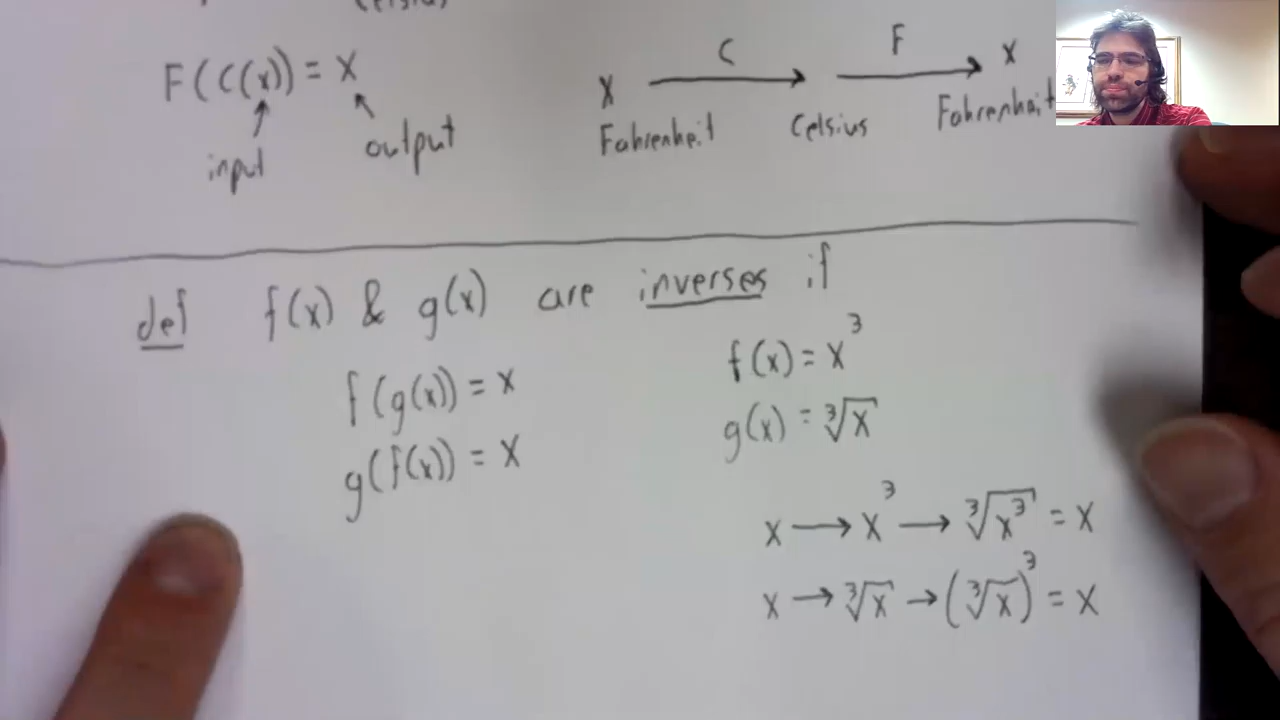 F(C(x)) = X
input
output
C
F
X
X
Fahrenheit
Celsius
Fahrenheit
def f(x) & g(x) are inverses if
f(g(x)) = x
g(f(x)) = x
f(x) = x³
g(x) = ∛x
x → x³ → ∛(x³) = x
x → ∛x → (∛x)³ = x